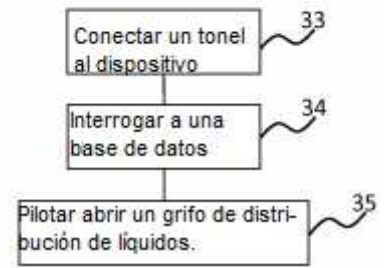 Conectar un tonel
al dispositivo
33
Interrogar a una
base de datos
34
Pilotar abrir un grifo de distri-
bución de líquidos.
35